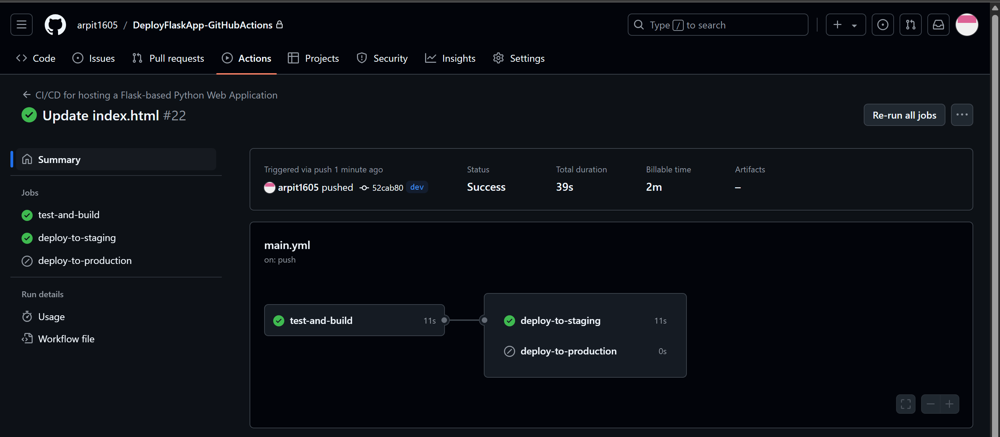 arpit1605 / DeployFlaskApp-GitHubActions
Type / to search
Code Issues Pull requests Actions Projects Security Insights Settings
CI/CD for hosting a Flask-based Python Web Application
Update index.html #22
Re-run all jobs
Summary
Jobs
test-and-build
deploy-to-staging
deploy-to-production
Run details
Usage
Workflow file
Triggered via push 1 minute ago
arpit1605 pushed 52cab80 dev
Status
Success
Total duration
39s
Billable time
2m
Artifacts
–
main.yml
on: push
test-and-build 11s
deploy-to-staging 11s
deploy-to-production 0s